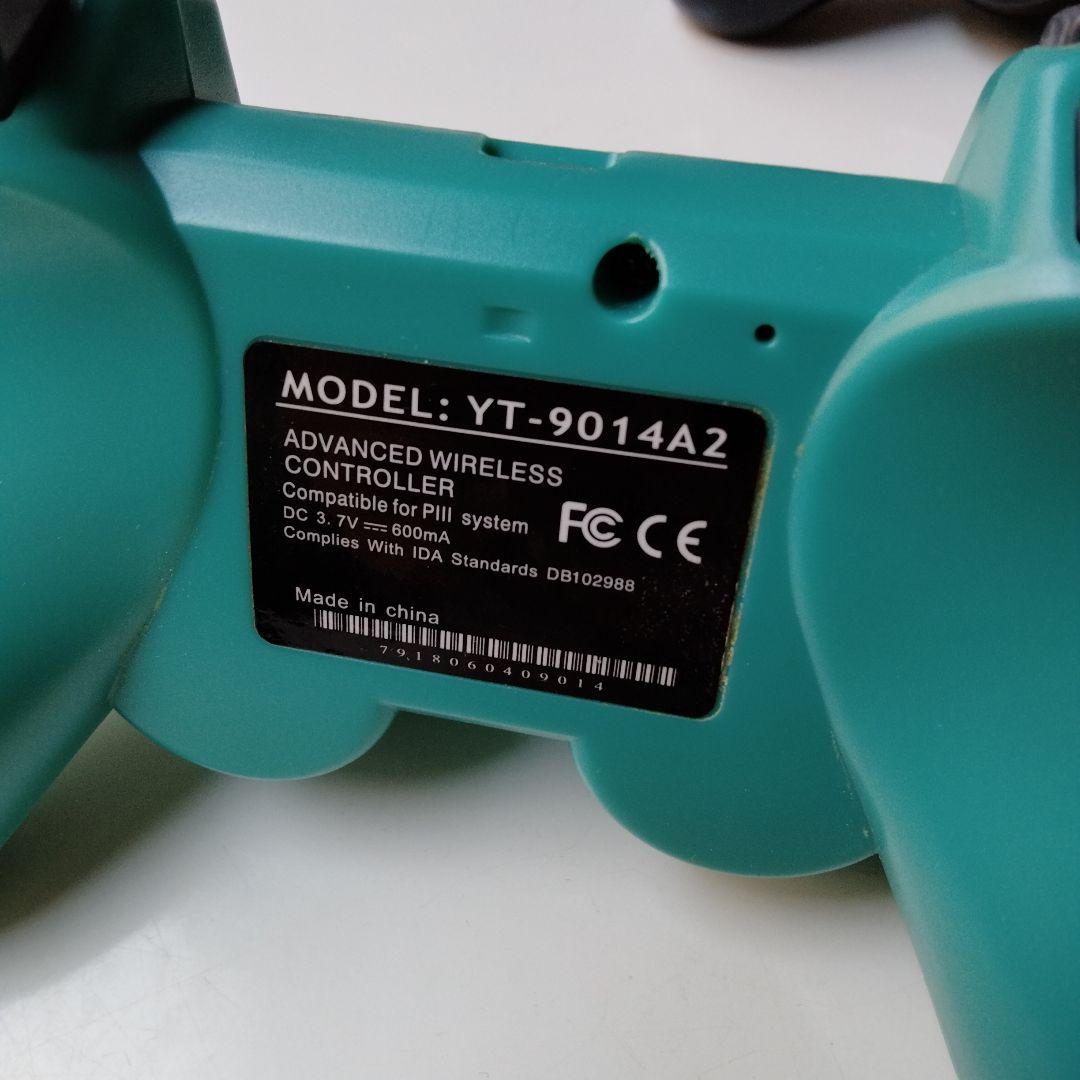 MODEL: YT-9014A2
ADVANCED WIRELESS
CONTROLLER
Compatible for PIII system
DC 3. 7V 600mA
FC CE
Complies With IDA Standards DB102988
Made in china
7918060409014